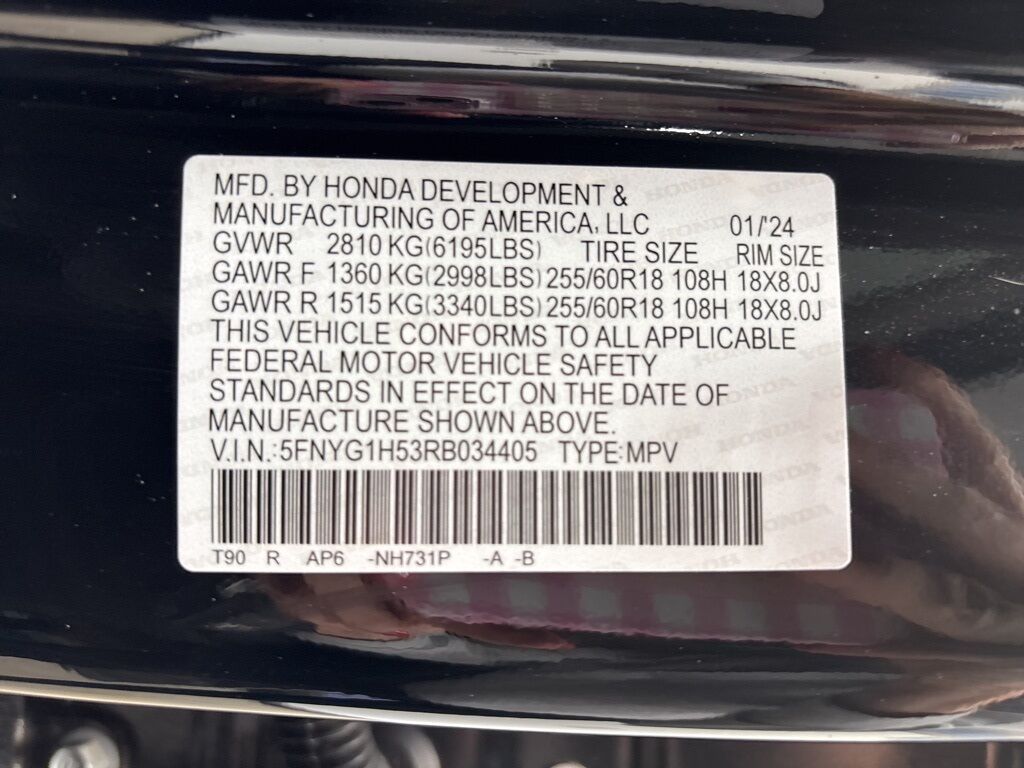 MFD. BY HONDA DEVELOPMENT &
MANUFACTURING OF AMERICA, LLC 01/'24
GVWR 2810 KG(6195LBS) TIRE SIZE RIM SIZE
GAWR F 1360 KG(2998LBS) 255/60R18 108H 18X8.0J
GAWR R 1515 KG(3340LBS) 255/60R18 108H 18X8.0J
THIS VEHICLE CONFORMS TO ALL APPLICABLE
FEDERAL MOTOR VEHICLE SAFETY
STANDARDS IN EFFECT ON THE DATE OF
MANUFACTURE SHOWN ABOVE.
V.I.N.:5FNYG1H53RB034405 TYPE:MPV
T90 R AP6 -NH731P -A -B